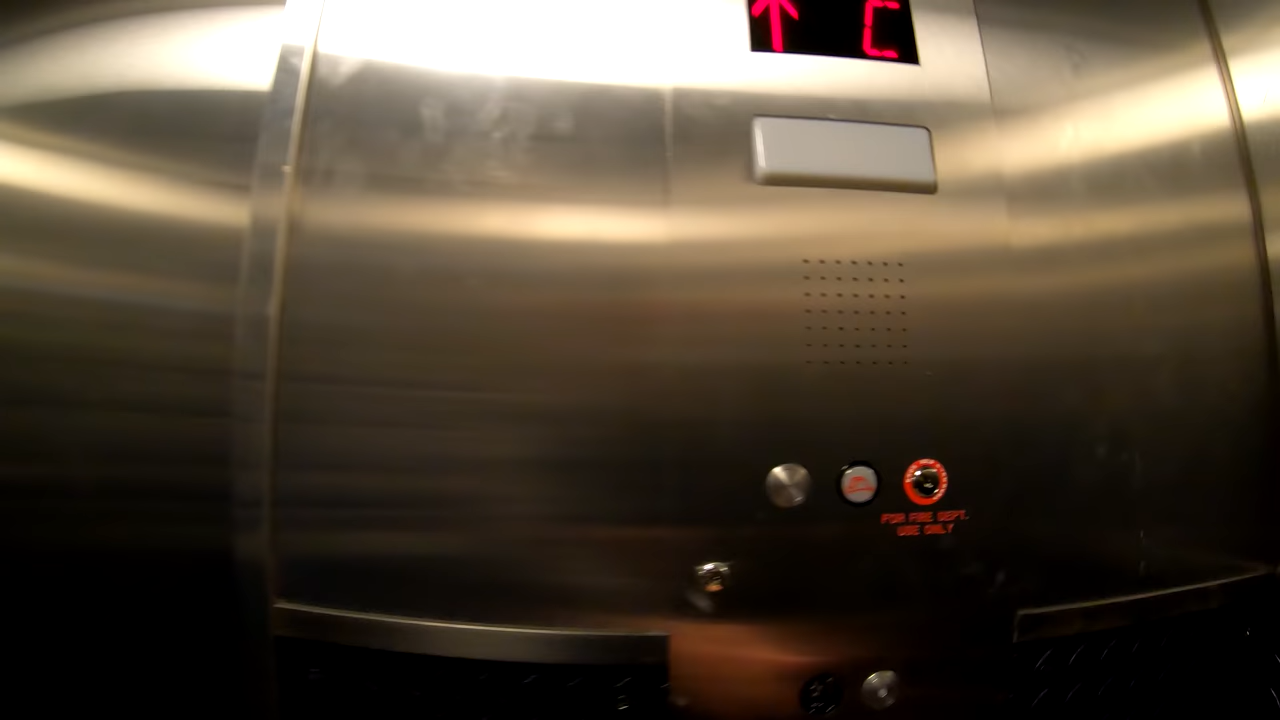 ↑ C
FOR FIRE DEPT.
USE ONLY